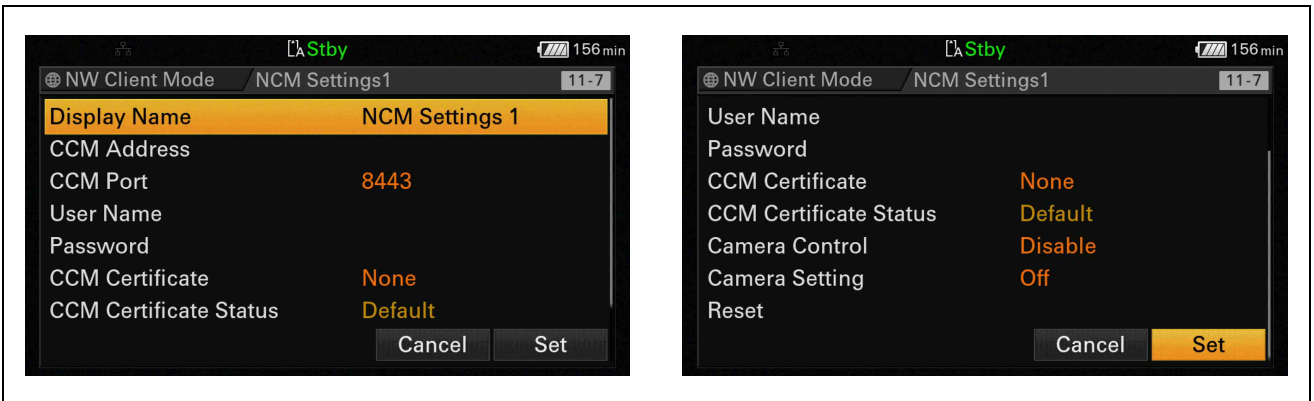 Stby 156 min
NW Client Mode NCM Settings1 11-7
Display Name NCM Settings 1
CCM Address
CCM Port 8443
User Name
Password
CCM Certificate None
CCM Certificate Status Default
Cancel Set
Stby 156 min
NW Client Mode NCM Settings1 11-7
User Name
Password
CCM Certificate None
CCM Certificate Status Default
Camera Control Disable
Camera Setting Off
Reset
Cancel Set